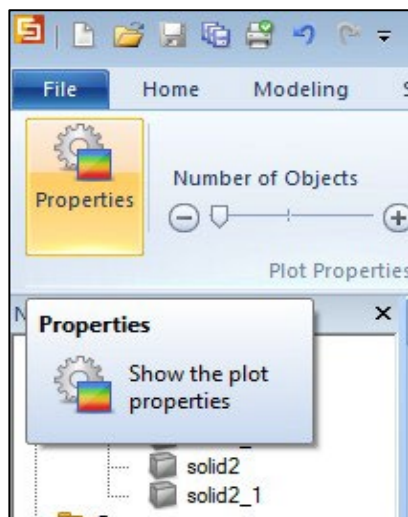 File Home Modeling S
Properties
Number of Objects
Plot Properties
Properties
Show the plot
properties
solid2
solid2_1